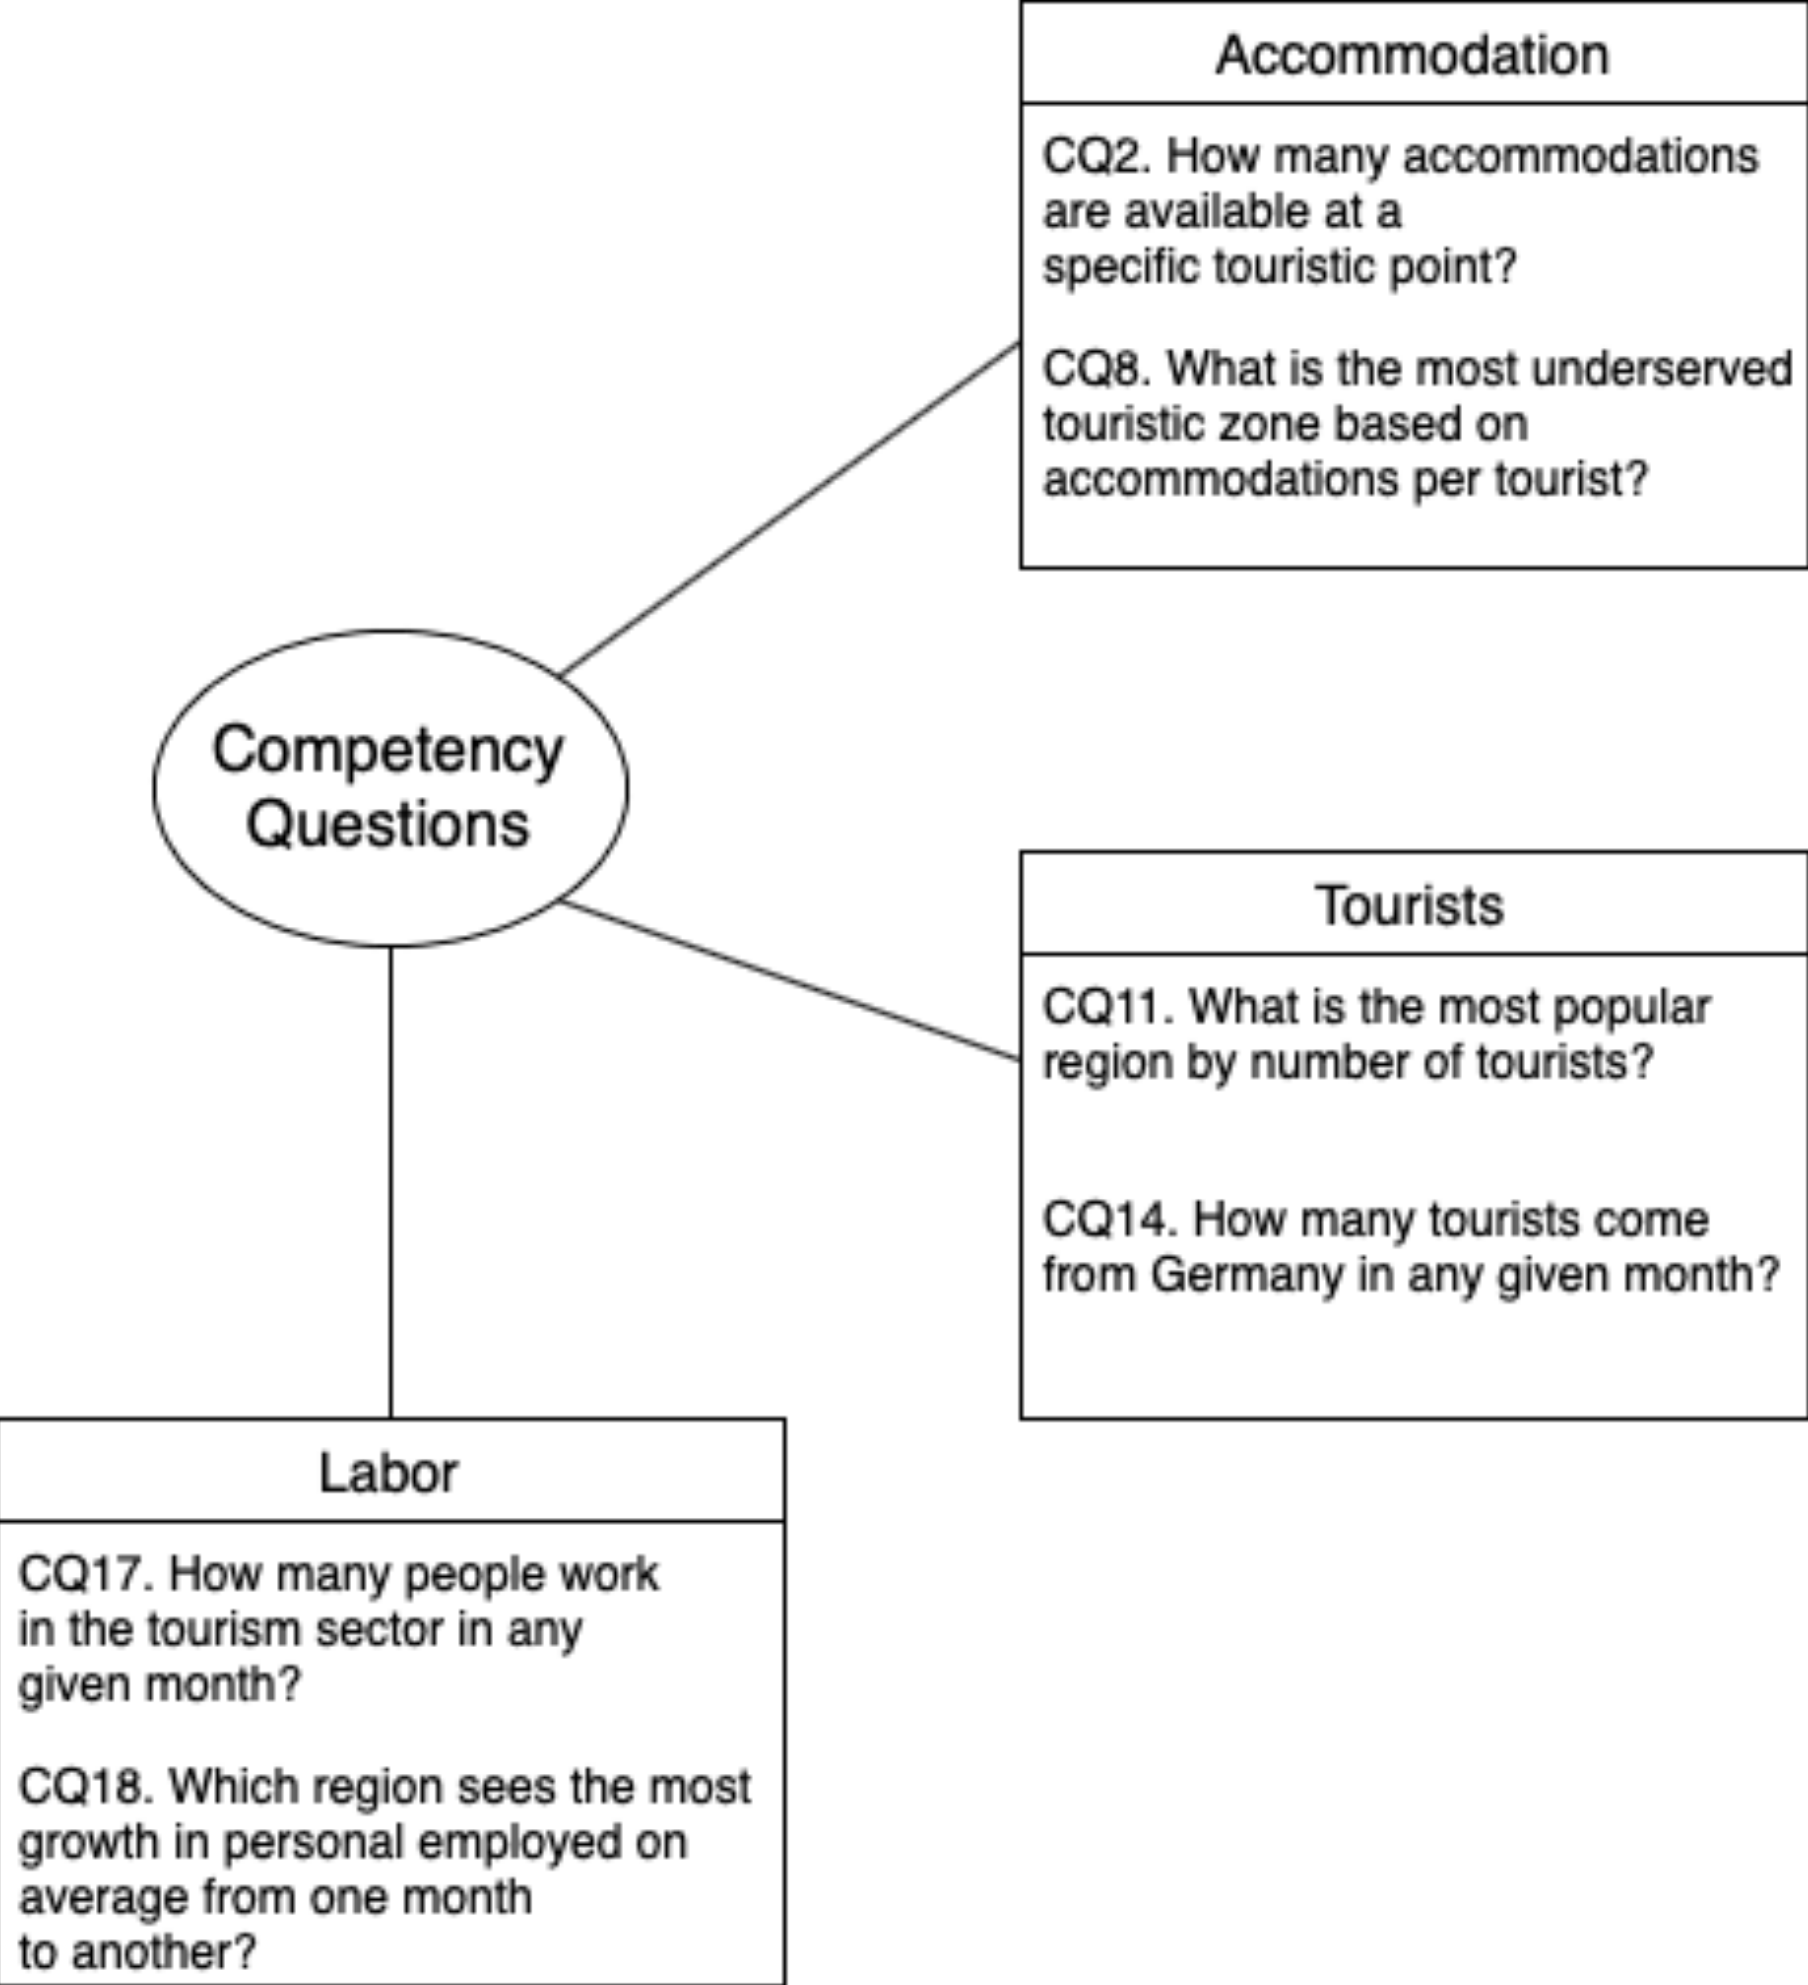 Accommodation
CQ2. How many accommodations
are available at a
specific touristic point?
CQ8. What is the most underserved
touristic zone based on
accommodations per tourist?
Competency
Questions
Tourists
CQ11. What is the most popular
region by number of tourists?
CQ14. How many tourists come
from Germany in any given month?
Labor
CQ17. How many people work
in the tourism sector in any
given month?
CQ18. Which region sees the most
growth in personal employed on
average from one month
to another?